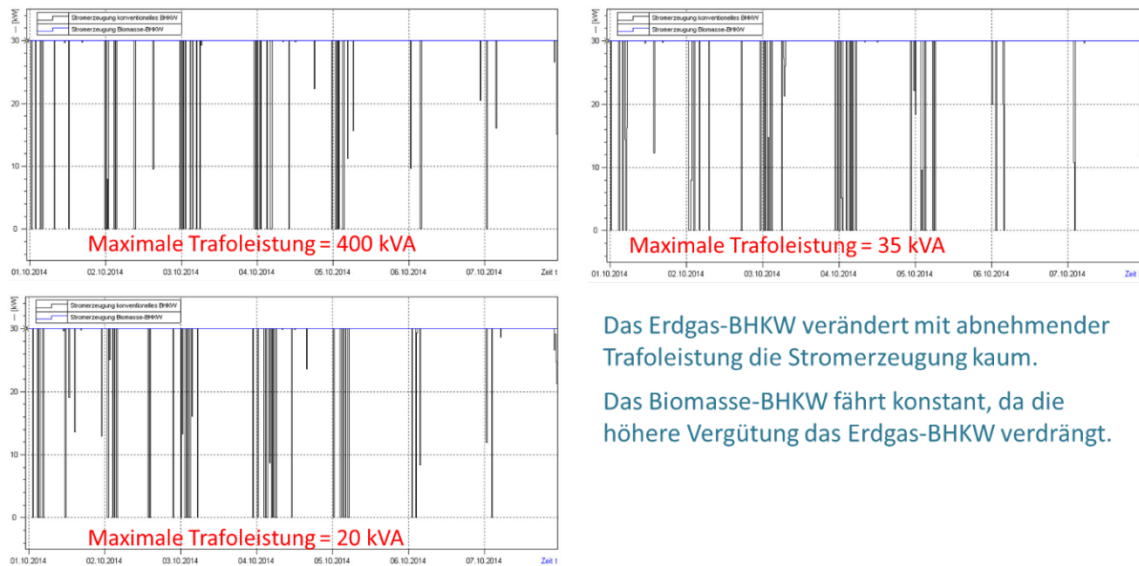 [kW]
Stromerzeugung konventionelles BHKW
Stromerzeugung Biomasse-BHKW
30
20
10
0
Maximale Trafoleistung = 400 kVA
01.10.2014 02.10.2014 03.10.2014 04.10.2014 05.10.2014 06.10.2014 07.10.2014 Zeit t
[kW]
Stromerzeugung konventionelles BHKW
Stromerzeugung Biomasse-BHKW
30
20
10
0
Maximale Trafoleistung = 35 kVA
01.10.2014 02.10.2014 03.10.2014 04.10.2014 05.10.2014 06.10.2014 07.10.2014 Zeit t
[kW]
Stromerzeugung konventionelles BHKW
Stromerzeugung Biomasse-BHKW
30
20
10
0
Maximale Trafoleistung = 20 kVA
01.10.2014 02.10.2014 03.10.2014 04.10.2014 05.10.2014 06.10.2014 07.10.2014 Zeit t
Das Erdgas-BHKW verändert mit abnehmender
Trafoleistung die Stromerzeugung kaum.
Das Biomasse-BHKW fährt konstant, da die
höhere Vergütung das Erdgas-BHKW verdrängt.